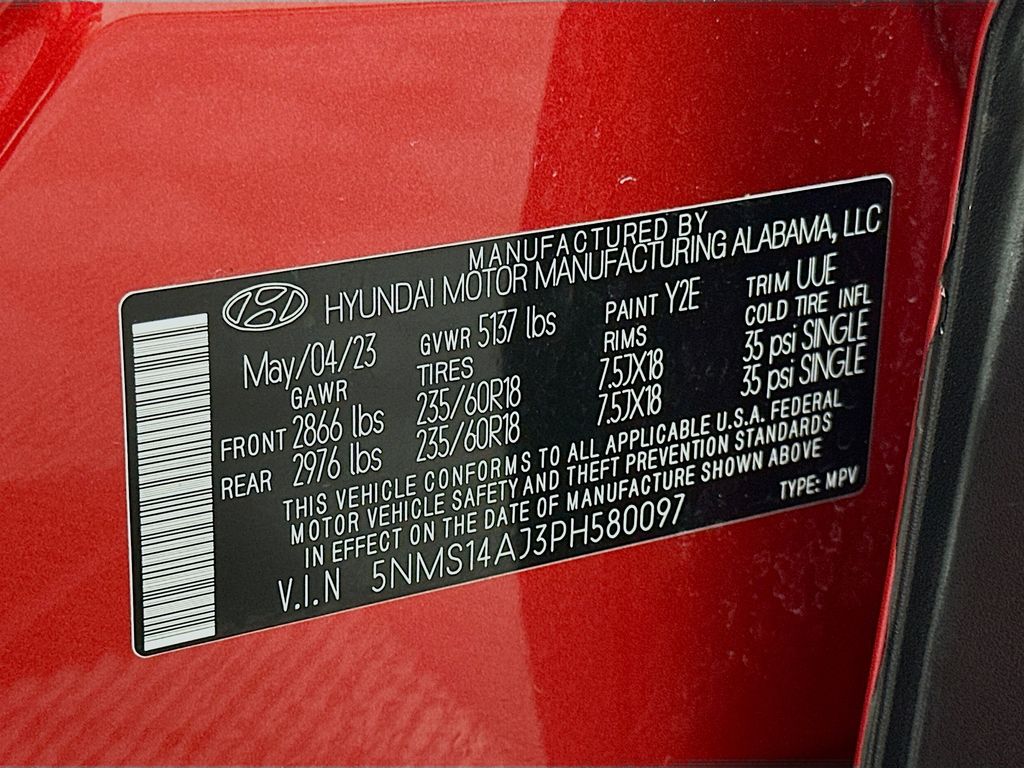 MANUFACTURED BY
HYUNDAI MOTOR MANUFACTURING ALABAMA, LLC
May/04/23 GVWR 5137 lbs PAINT Y2E TRIM UUE
GAWR TIRES RIMS COLD TIRE INFL
FRONT 2866 lbs 235/60R18 7.5JX18 35 psi SINGLE
REAR 2976 lbs 235/60R18 7.5JX18 35 psi SINGLE
THIS VEHICLE CONFORMS TO ALL APPLICABLE U.S.A. FEDERAL
MOTOR VEHICLE SAFETY AND THEFT PREVENTION STANDARDS
IN EFFECT ON THE DATE OF MANUFACTURE SHOWN ABOVE
V.I.N 5NMS14AJ3PH580097 TYPE: MPV